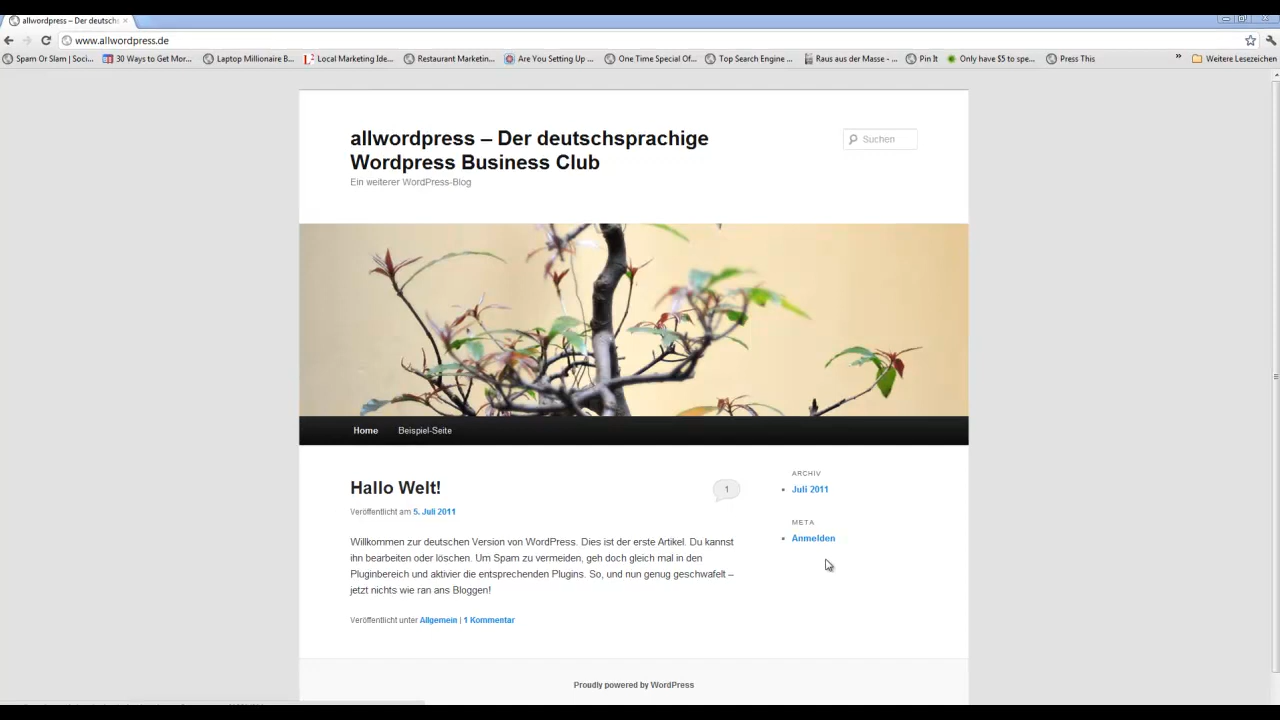 allwordpress – Der deutschs
www.allwordpress.de
Spam Or Slam | Soci...
30 Ways to Get Mor...
Laptop Millionaire B...
Local Marketing Ide...
Restaurant Marketin...
Are You Setting Up ...
One Time Special Of...
Top Search Engine ...
Raus aus der Masse - ...
Pin It
Only have $5 to spe...
Press This
Weitere Lesezeichen
allwordpress – Der deutschsprachige
Wordpress Business Club
Suchen
Ein weiterer WordPress-Blog
Home
Beispiel-Seite
Hallo Welt!
1
Veröffentlicht am 5. Juli 2011
Willkommen zur deutschen Version von WordPress. Dies ist der erste Artikel. Du kannst
ihn bearbeiten oder löschen. Um Spam zu vermeiden, geh doch gleich mal in den
Pluginbereich und aktivier die entsprechenden Plugins. So, und nun genug geschwafelt –
jetzt nichts wie ran ans Bloggen!
Veröffentlicht unter Allgemein | 1 Kommentar
ARCHIV
Juli 2011
META
Anmelden
Proudly powered by WordPress